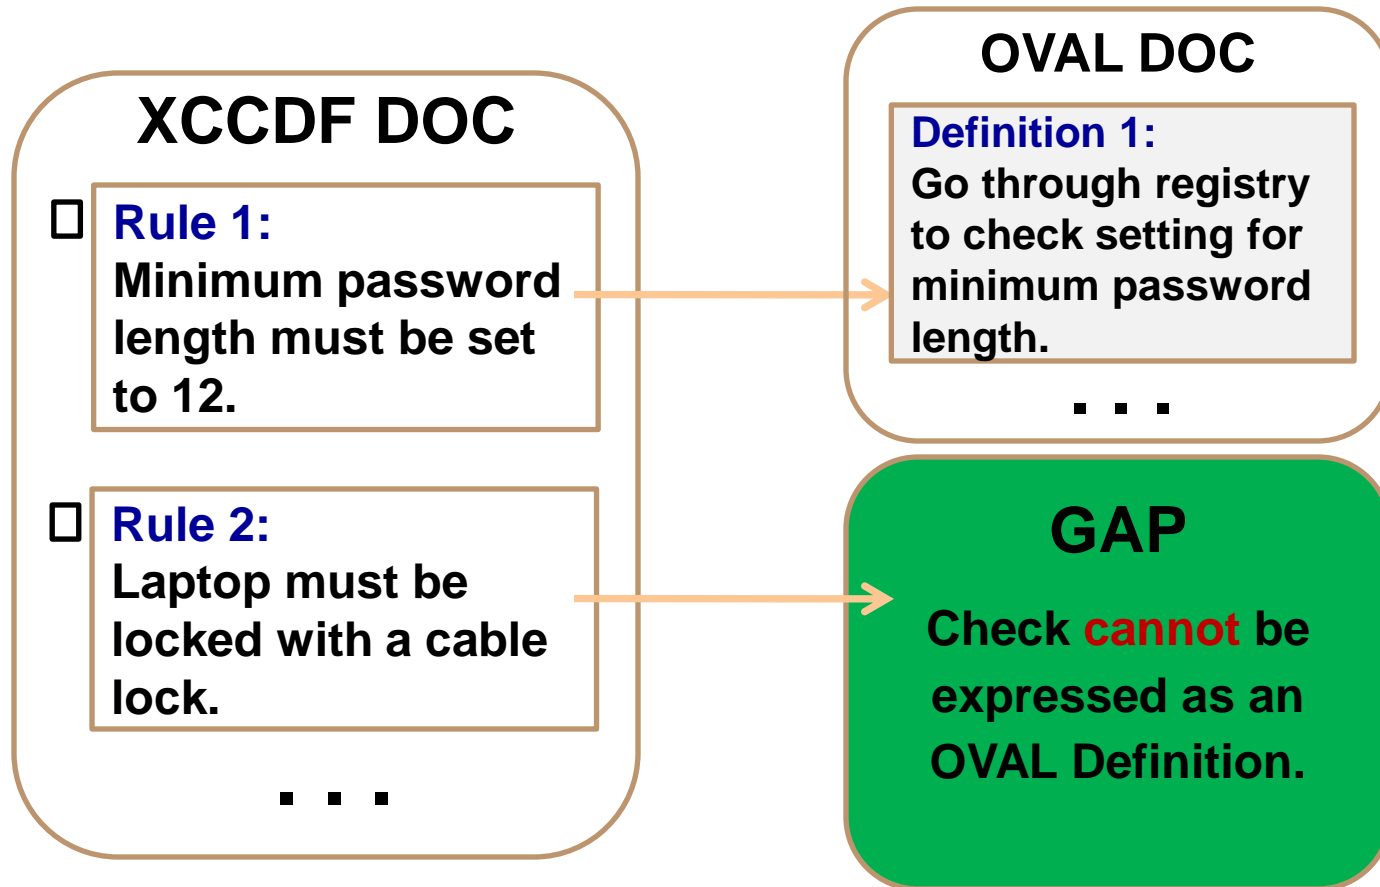 XCCDF DOC
Rule 1:
Minimum password
length must be set
to 12.
Rule 2:
Laptop must be
locked with a cable
lock.
. . .
OVAL DOC
Definition 1:
Go through registry
to check setting for
minimum password
length.
. . .
GAP
Check cannot be
expressed as an
OVAL Definition.